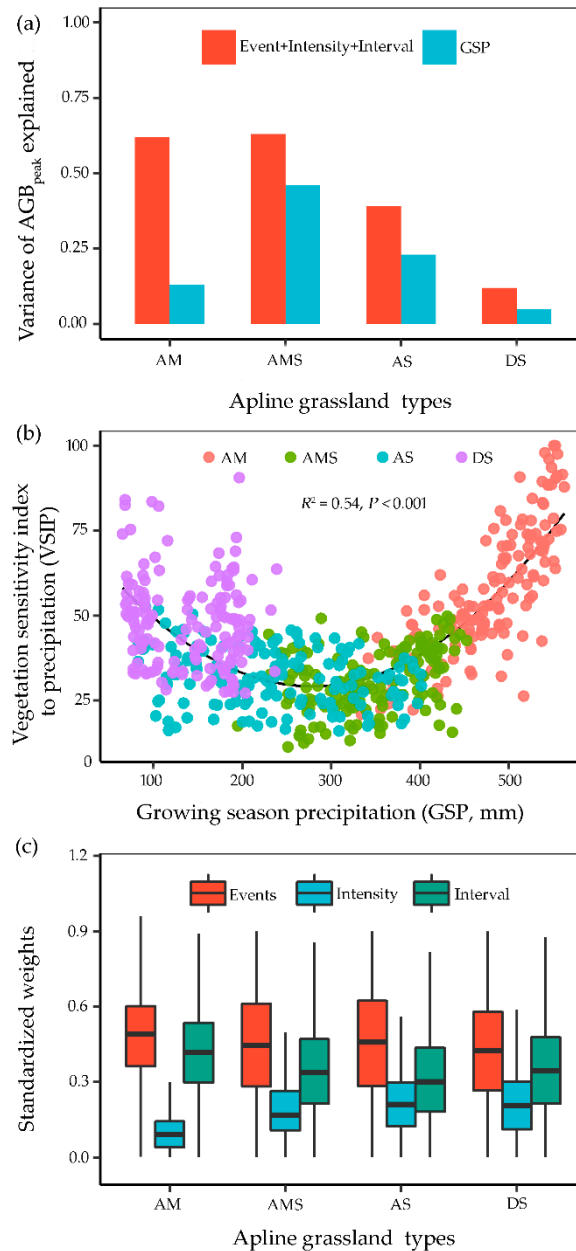 (a)
1.00
0.75
0.50
0.25
0.00
Variance of AGBpeak explained
Event+Intensity+Interval GSP
AM AMS AS DS
Apline grassland types
(b)
100
75
50
25
0
Vegetation sensitivity index
to precipitation (VSIP)
AM AMS AS DS
R² = 0.54, P < 0.001
100 200 300 400 500
Growing season precipitation (GSP, mm)
(c)
1.2
0.9
0.6
0.3
0.0
Standardized weights
Events Intensity Interval
AM AMS AS DS
Apline grassland types